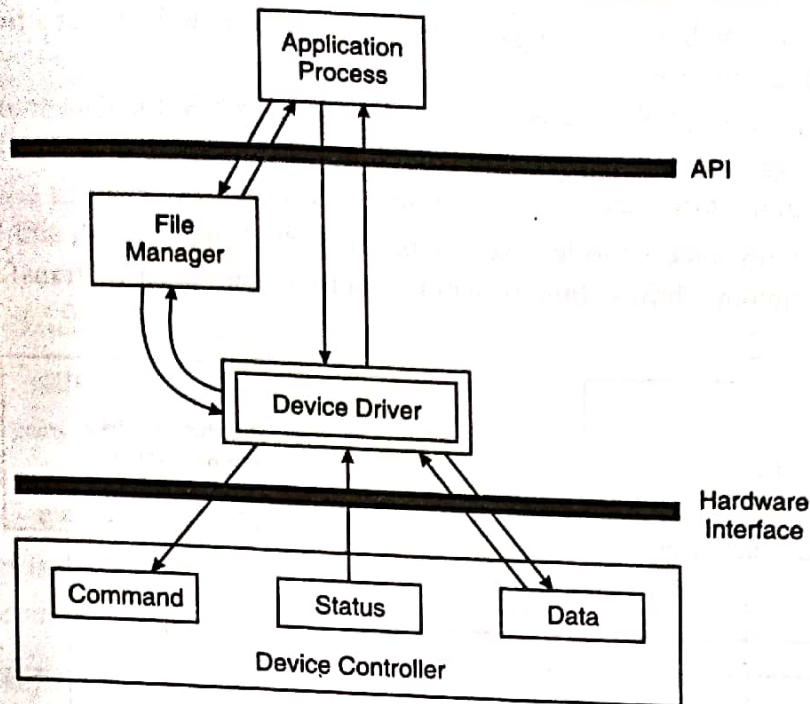 Application
Process
API
File
Manager
Device Driver
Hardware
Interface
Command
Status
Data
Device Controller